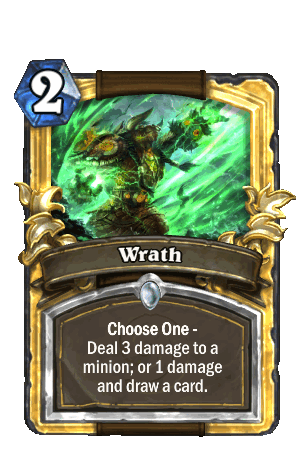 2
Wrath
Choose One -
Deal 3 damage to a
minion; or 1 damage
and draw a card.